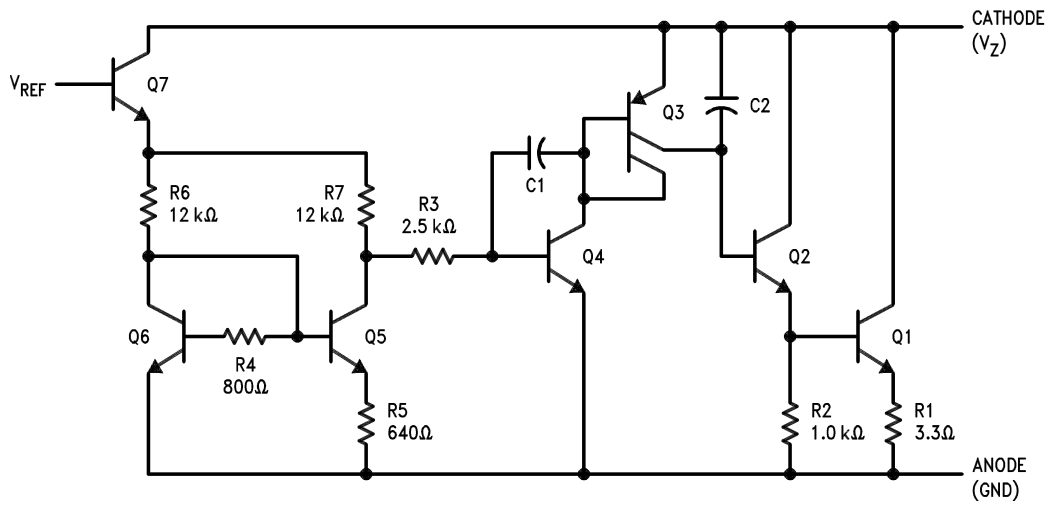 CATHODE
(VZ)
VREF
Q7
Q3
C2
R6
12 kΩ
R7
12 kΩ
C1
R3
2.5 kΩ
Q4
Q2
Q6
R4
800Ω
Q5
Q1
R5
640Ω
R2
1.0 kΩ
R1
3.3Ω
ANODE
(GND)